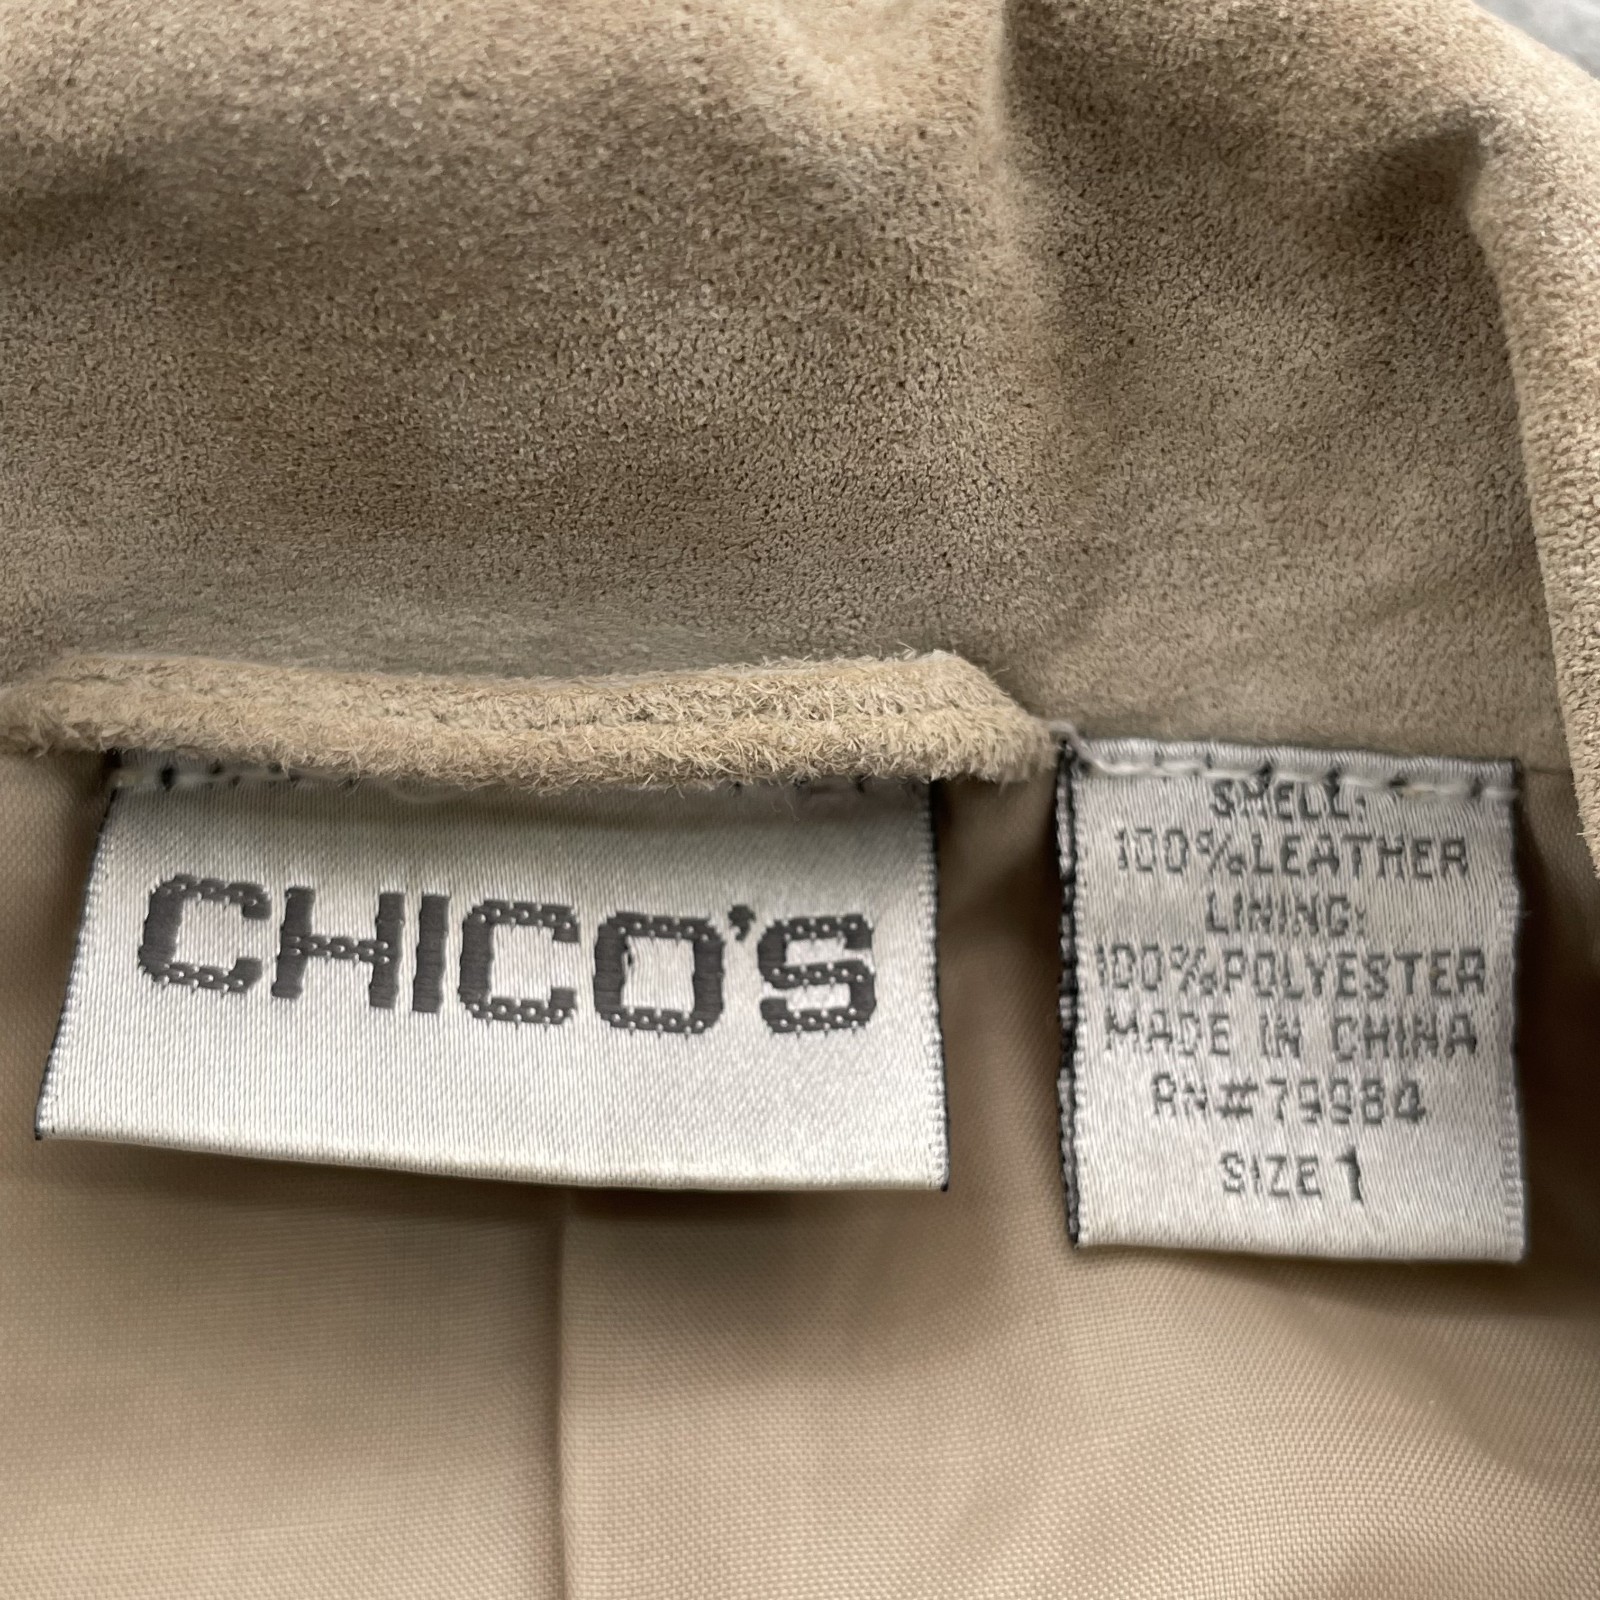 CHICO'S
SHELL:
100%LEATHER
LINING:
100%POLYESTER
MADE IN CHINA
RN#79984
SIZE 1